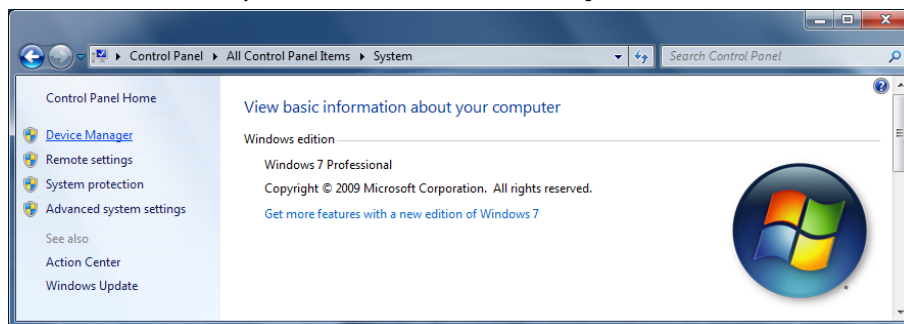 Control Panel ▸ All Control Panel Items ▸ System
Search Control Panel
Control Panel Home
Device Manager
Remote settings
System protection
Advanced system settings
See also
Action Center
Windows Update
View basic information about your computer
Windows edition
Windows 7 Professional
Copyright © 2009 Microsoft Corporation. All rights reserved.
Get more features with a new edition of Windows 7